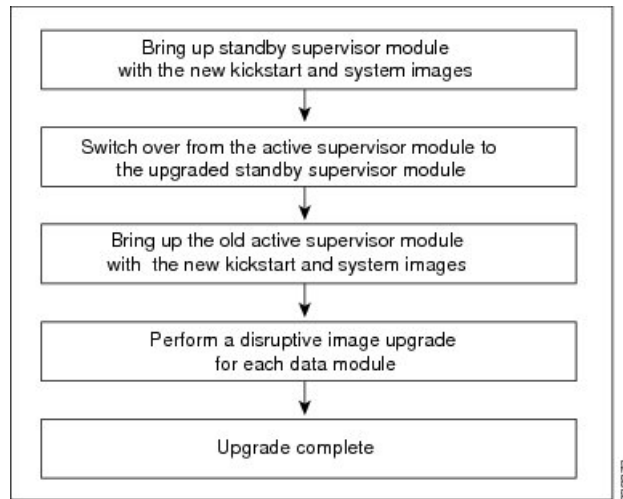 Bring up standby supervisor module
with the new kickstart and system images
Switch over from the active supervisor module to
the upgraded standby supervisor module
Bring up the old active supervisor module
with the new kickstart and system images
Perform a disruptive image upgrade
for each data module
Upgrade complete